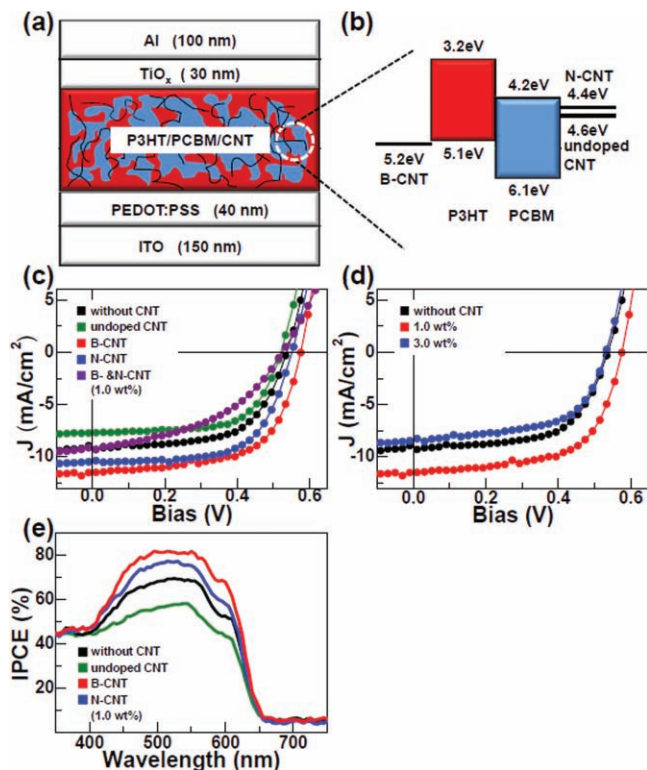 (a)
Al (100 nm)
TiOx ( 30 nm)
P3HT/PCBM/CNT
PEDOT:PSS (40 nm)
ITO (150 nm)
(b)
3.2eV
4.2eV
N-CNT
4.4eV
4.6eV
undoped
CNT
5.2eV
B-CNT
5.1eV
6.1eV
P3HT PCBM
(c)
5
0
-5
-10
J (mA/cm²)
without CNT
undoped CNT
B-CNT
N-CNT
B- &N-CNT
(1.0 wt%)
0.0 0.2 0.4 0.6
Bias (V)
(d)
5
0
-5
-10
J (mA/cm²)
without CNT
1.0 wt%
3.0 wt%
0.0 0.2 0.4 0.6
Bias (V)
(e)
80
60
40
20
IPCE (%)
without CNT
undoped CNT
B-CNT
N-CNT
(1.0 wt%)
400 500 600 700
Wavelength (nm)